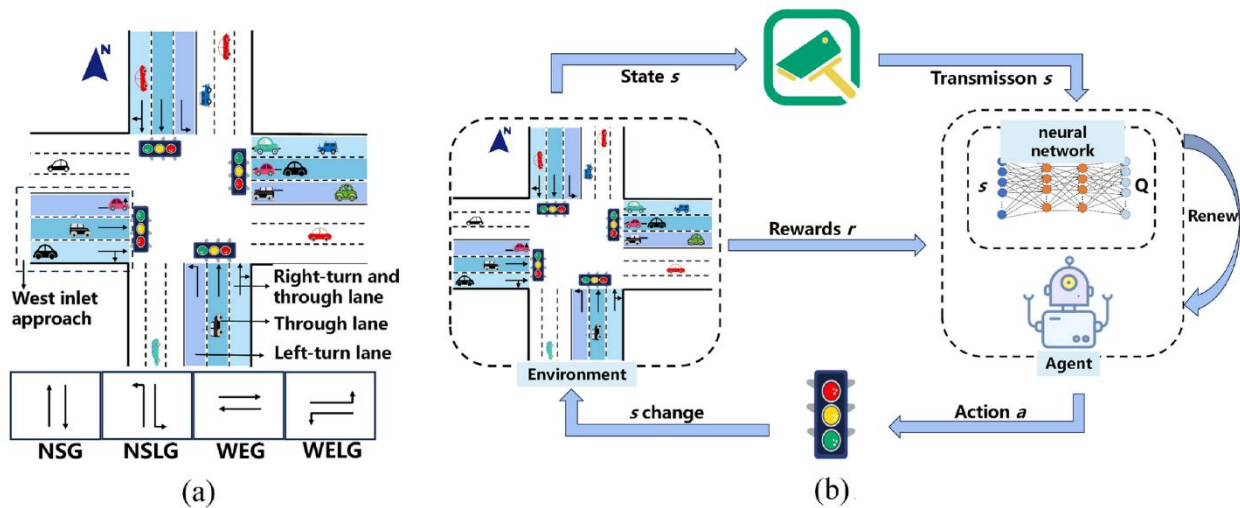 N
West inlet
approach
Right-turn and
through lane
Through lane
Left-turn lane
NSG
NSLG
WEG
WELG
(a)
State s
Transmisson s
N
neural
network
s
Q
Renew
Rewards r
Environment
Agent
s change
Action a
(b)